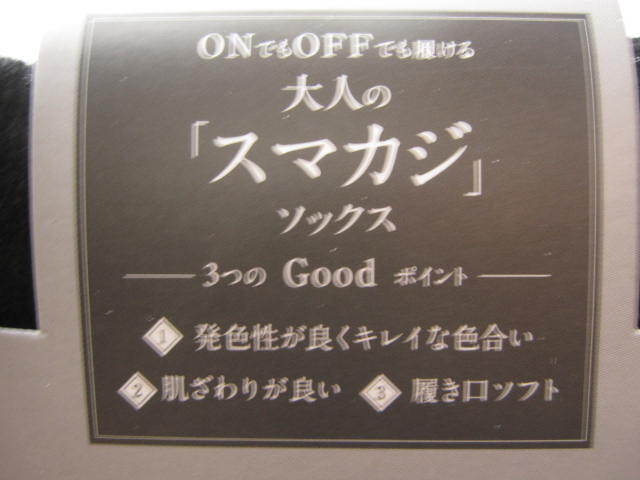 ONでもOFFでも履ける
大人の
「スマカジ」
ソックス
3つの Good ポイント
1 発色性が良くキレイな色合い
2 肌ざわりが良い 3 履き口ソフト